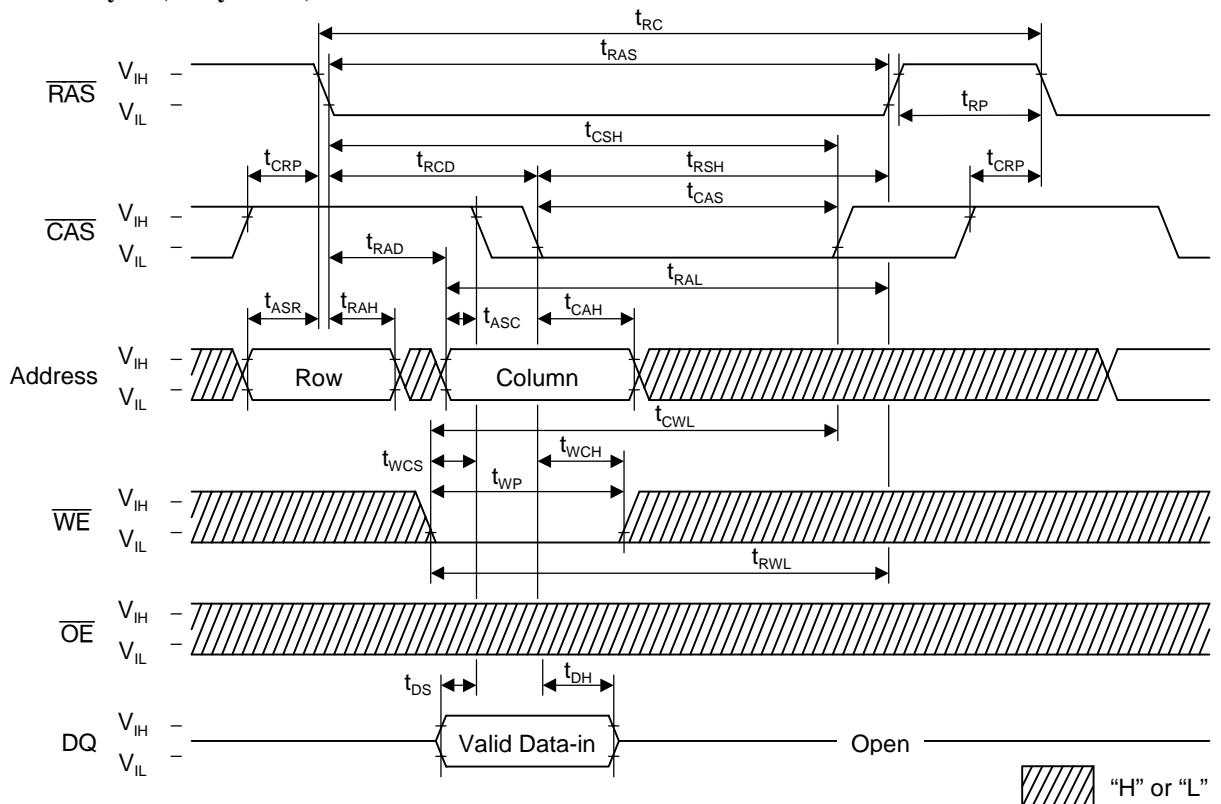 tRC
tRAS
RAS
VIH
VIL
tRP
tCSH
tCRP
tRCD
tRSH
tCRP
tCAS
CAS
VIH
VIL
tRAD
tRAL
tASR
tRAH
tASC
tCAH
Address
VIH
VIL
Row
Column
tCWL
tWCS
tWCH
tWP
WE
VIH
VIL
tRWL
OE
VIH
VIL
tDS
tDH
DQ
VIH
VIL
Valid Data-in
Open
“H” or “L”